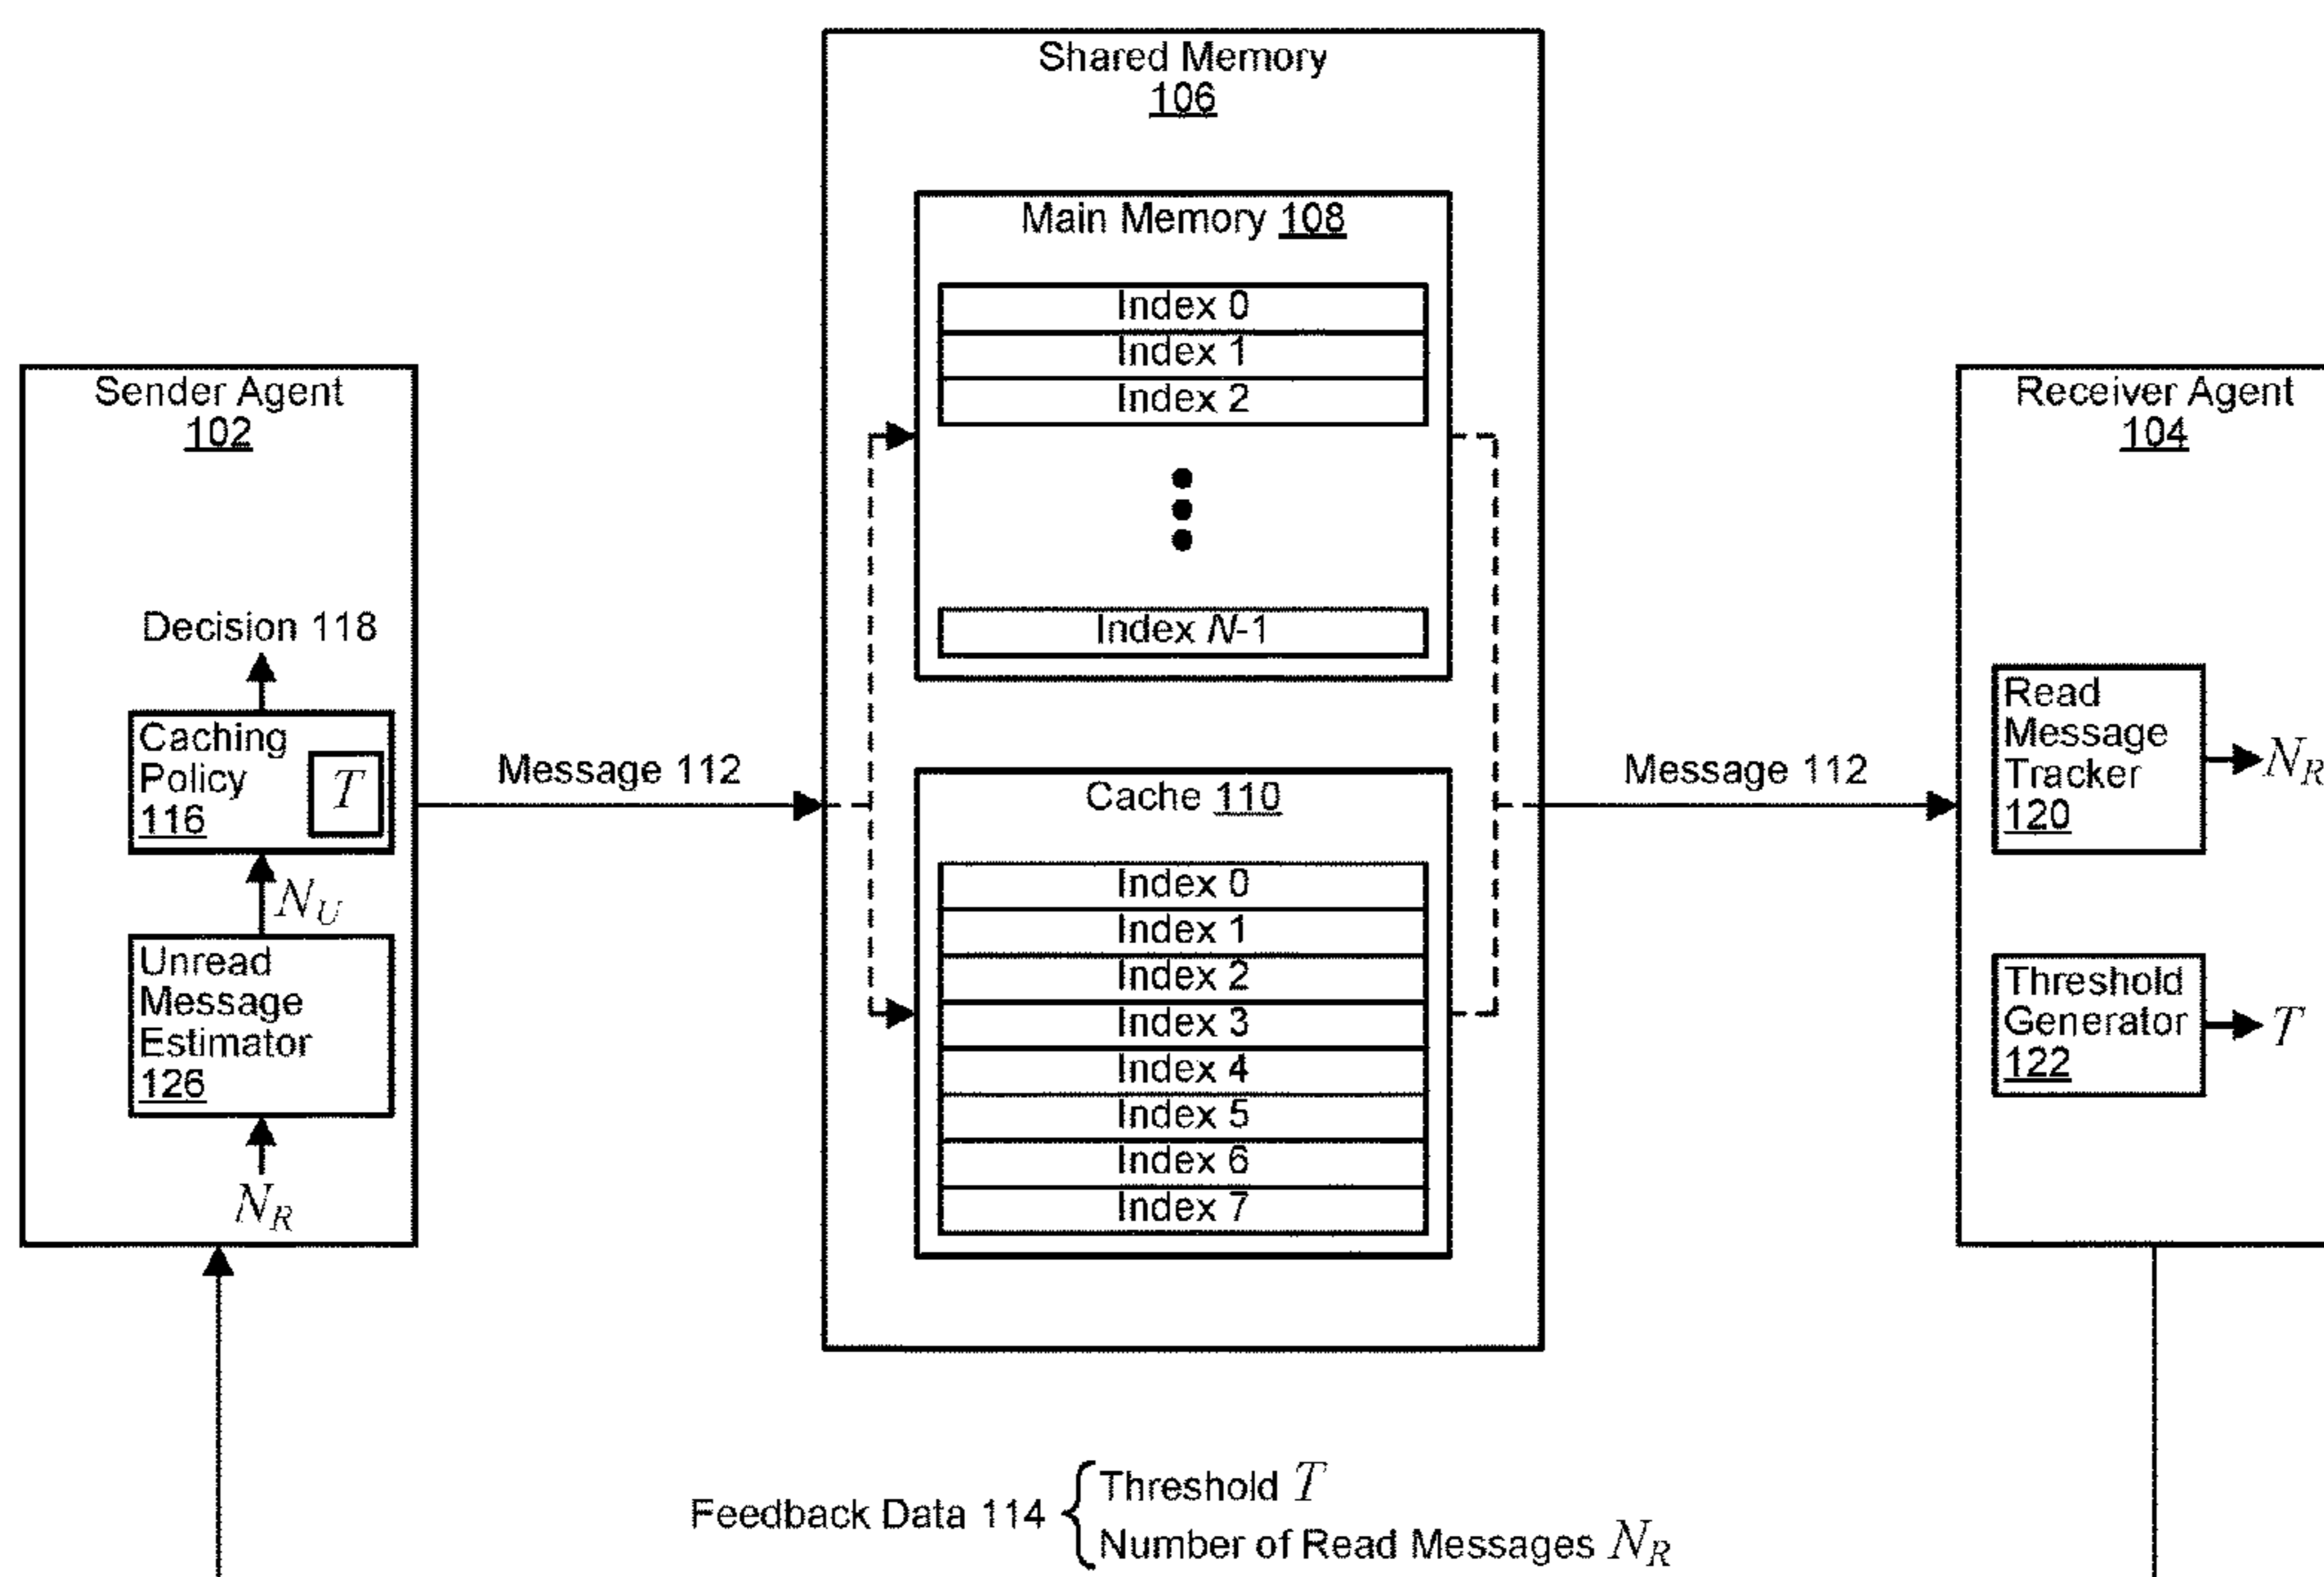 Shared Memory
106
Main Memory 108
Index 0
Index 1
Index 2
Index N-1
Cache 110
Index 0
Index 1
Index 2
Index 3
Index 4
Index 5
Index 6
Index 7
Sender Agent
102
Decision 118
Caching
Policy
116
T
N_U
Unread
Message
Estimator
126
N_R
Message 112
Message 112
Receiver Agent
104
Read
Message
Tracker
120
N_R
Threshold
Generator
122
T
Feedback Data 114
Threshold T
Number of Read Messages N_R